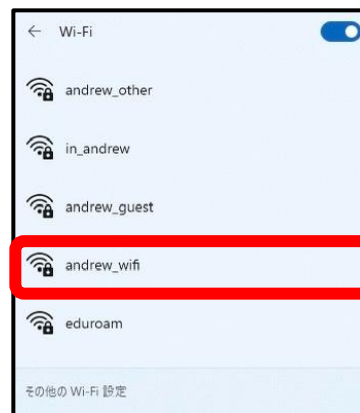 ← Wi-Fi
andrew_other
in_andrew
andrew_guest
andrew_wifi
eduroam
その他の Wi-Fi 設定